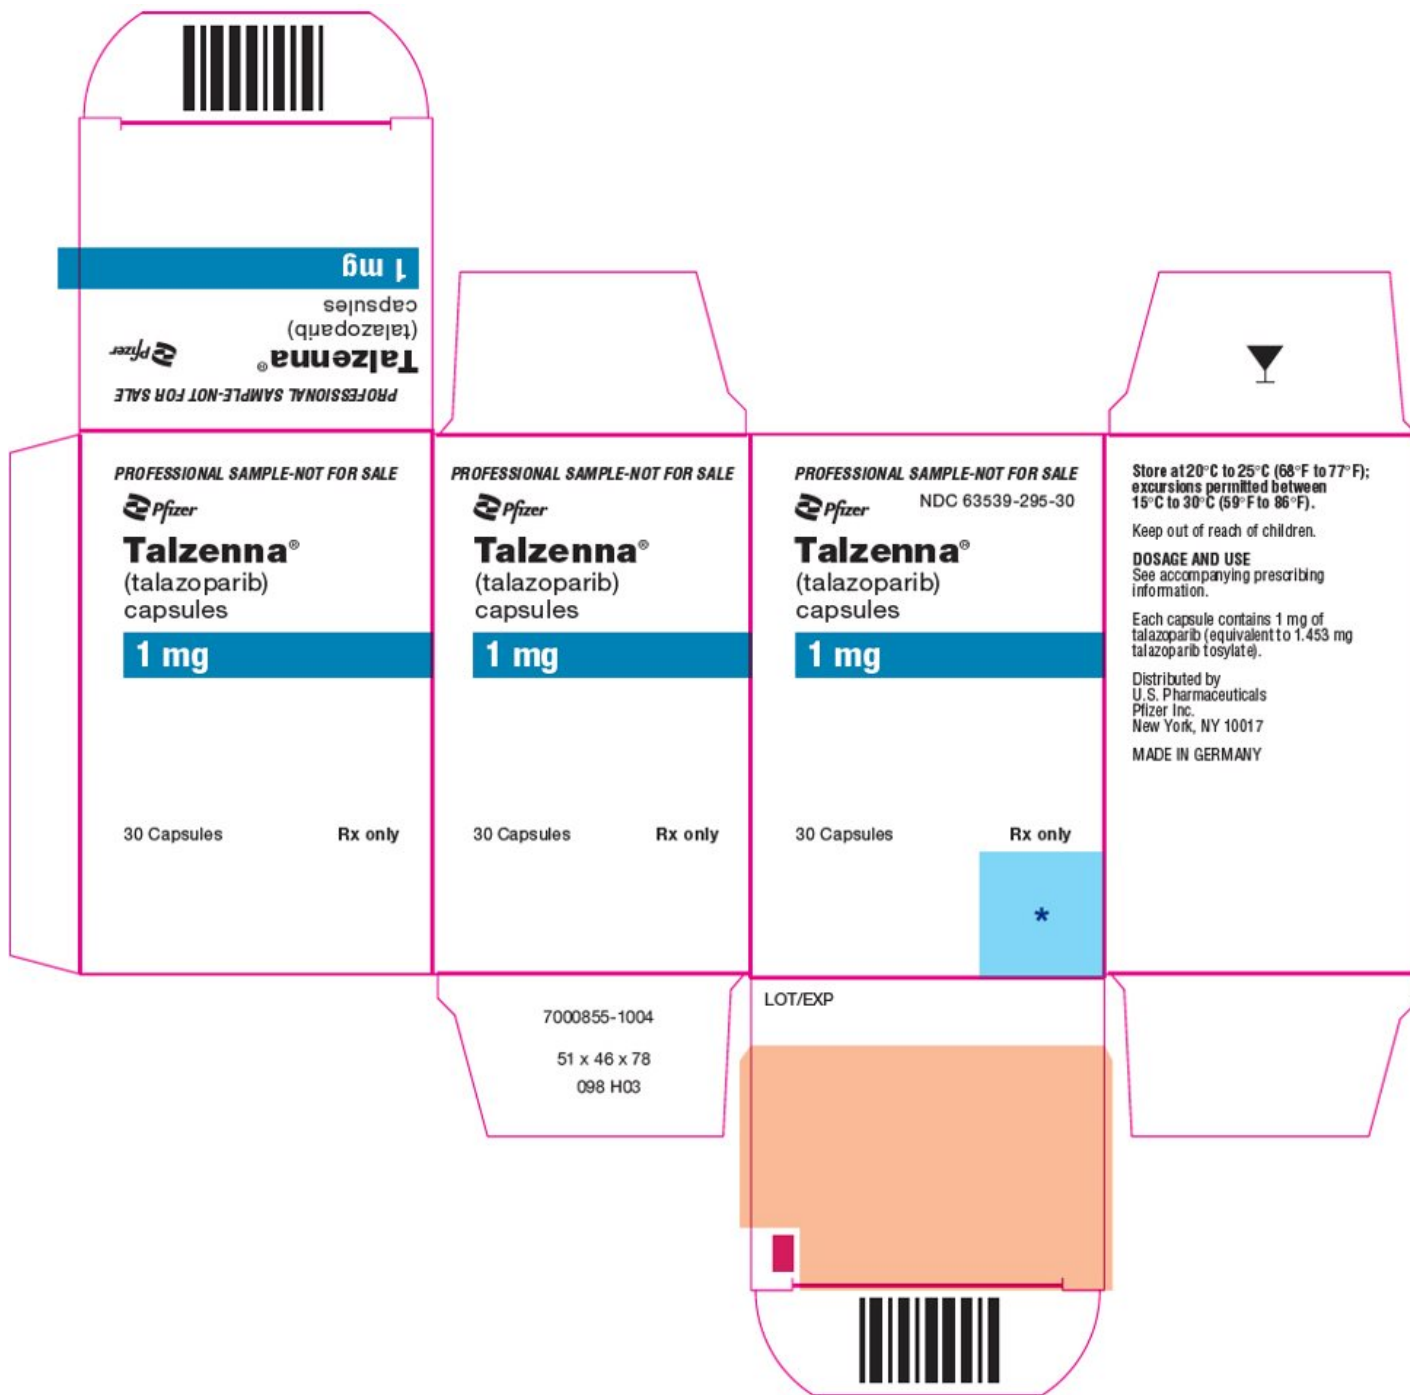 1 mg
capsules
(talazoparib)
Talzenna®
Pfizer
PROFESSIONAL SAMPLE-NOT FOR SALE
PROFESSIONAL SAMPLE-NOT FOR SALE
Pfizer
Talzenna®
(talazoparib)
capsules
1 mg
30 Capsules Rx only
PROFESSIONAL SAMPLE-NOT FOR SALE
Pfizer
Talzenna®
(talazoparib)
capsules
1 mg
30 Capsules Rx only
PROFESSIONAL SAMPLE-NOT FOR SALE
Pfizer NDC 63539-295-30
Talzenna®
(talazoparib)
capsules
1 mg
30 Capsules Rx only
*
Store at 20°C to 25°C (68°F to 77°F);
excursions permitted between
15°C to 30°C (59°F to 86°F).
Keep out of reach of children.
DOSAGE AND USE
See accompanying prescribing
information.
Each capsule contains 1 mg of
talazoparib (equivalent to 1.453 mg
talazoparib tosylate).
Distributed by
U.S. Pharmaceuticals
Pfizer Inc.
New York, NY 10017
MADE IN GERMANY
7000855-1004
51 x 46 x 78
098 H03
LOT/EXP